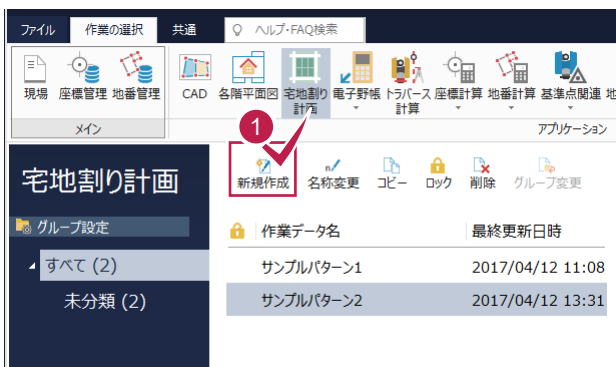 ファイル 作業の選択 共通 ヘルプ・FAQ検索
現場 座標管理 地番管理 CAD 各階平面図 宅地割り計画 電子野帳 トラバース計算 座標計算 地番計算 基準点関連 地
メイン アプリケーション
1
宅地割り計画
新規作成 名称変更 コピー ロック 削除 グループ変更
グループ設定
作業データ名 最終更新日時
すべて (2)
サンプルパターン1 2017/04/12 11:08
未分類 (2)
サンプルパターン2 2017/04/12 13:31